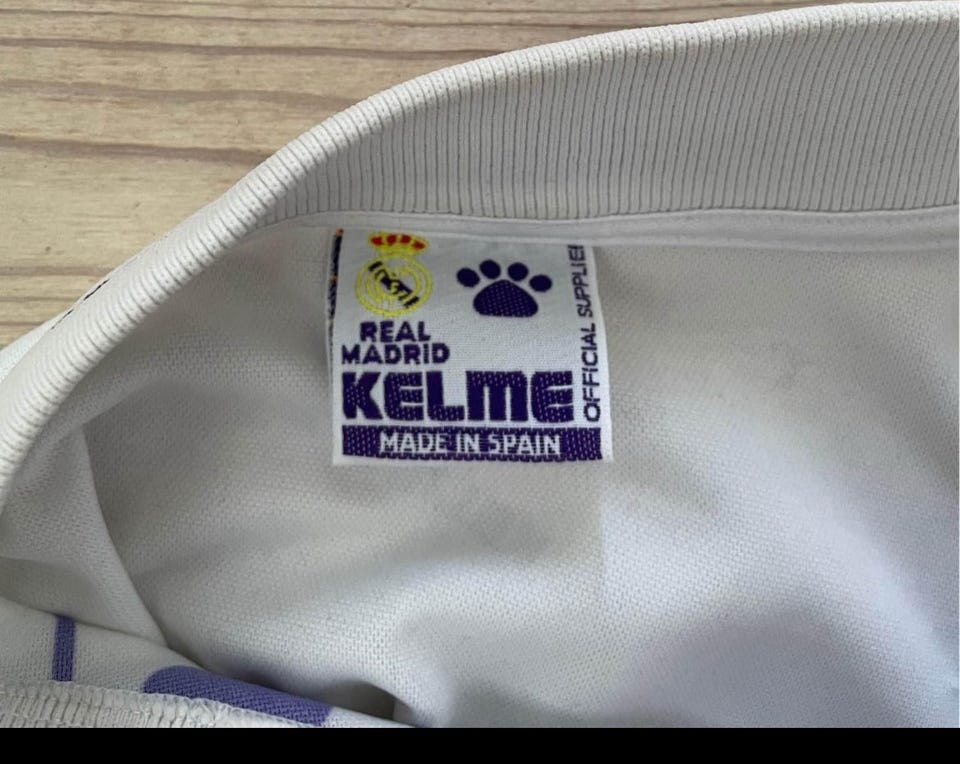 REAL
MADRID
KELME
MADE IN SPAIN
OFFICIAL SUPPLIER